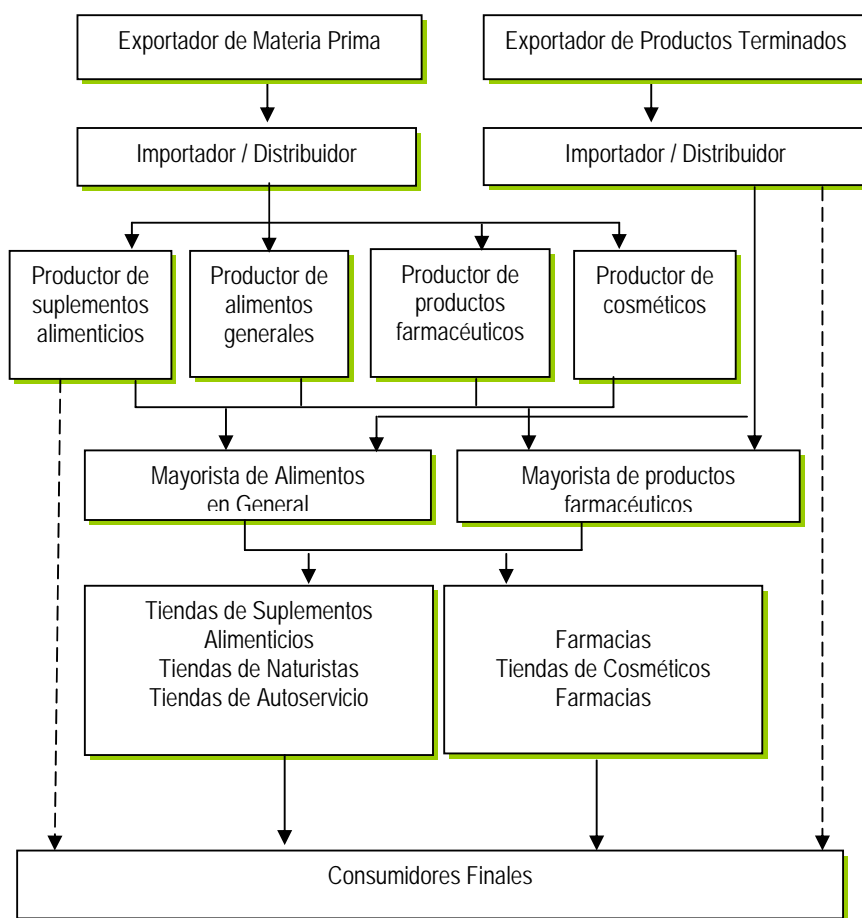 Exportador de Materia Prima
Exportador de Productos Terminados
Importador / Distribuidor
Importador / Distribuidor
Productor de
suplementos
alimenticios
Productor de
alimentos
generales
Productor de
productos
farmacéuticos
Productor de
cosméticos
Mayorista de Alimentos
en General
Mayorista de productos
farmacéuticos
Tiendas de Suplementos
Alimenticios
Tiendas de Naturistas
Tiendas de Autoservicio
Farmacias
Tiendas de Cosméticos
Farmacias
Consumidores Finales